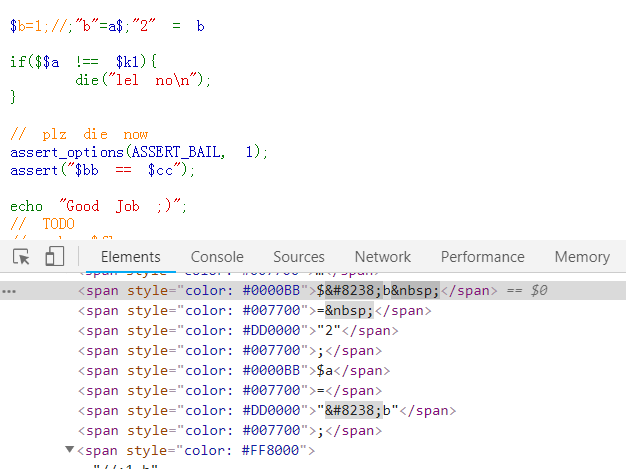 $b=1;//;"b"=a$;"2" = b
if($$a !== $k1){
die("lel no\n");
}
// plz die now
assert_options(ASSERT_BAIL, 1);
assert("$bb == $cc");
echo "Good Job ;)";
// TODO
Elements Console Sources Network Performance Memory
<span style="color: #0000BB">$&#8238;b&nbsp;</span> == $0
<span style="color: #007700">=&nbsp;</span>
<span style="color: #DD0000">"2"</span>
<span style="color: #007700">;</span>
<span style="color: #0000BB">$a</span>
<span style="color: #007700">=</span>
<span style="color: #DD0000">"&#8238;b"</span>
<span style="color: #007700">;</span>
<span style="color: #FF8000">